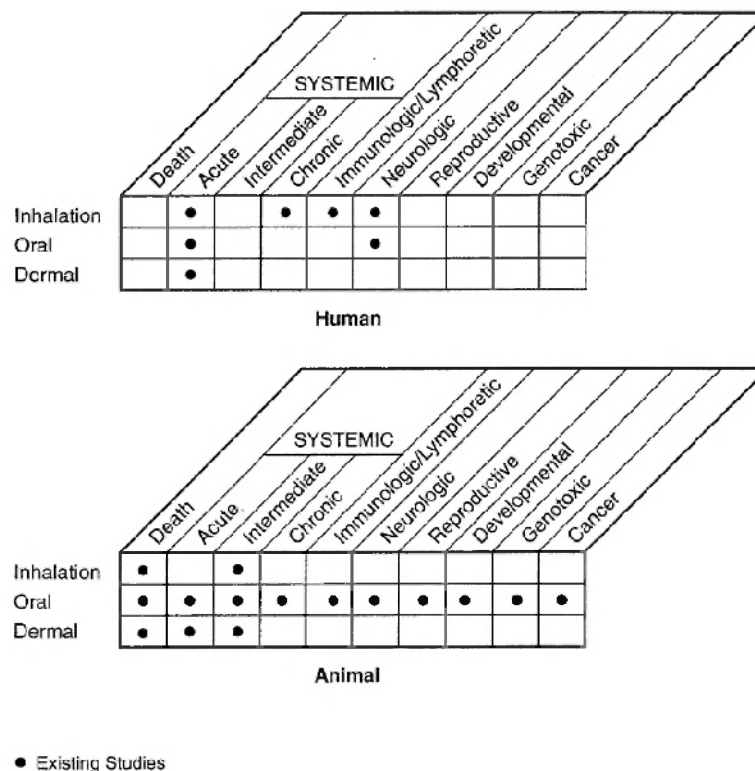 SYSTEMIC
Death
Acute
Intermediate
Chronic
Immunologic/Lymphoretic
Neurologic
Reproductive
Developmental
Genotoxic
Cancer
Inhalation
Oral
Dermal
Human
SYSTEMIC
Death
Acute
Intermediate
Chronic
Immunologic/Lymphoretic
Neurologic
Reproductive
Developmental
Genotoxic
Cancer
Inhalation
Oral
Dermal
Animal
● Existing Studies